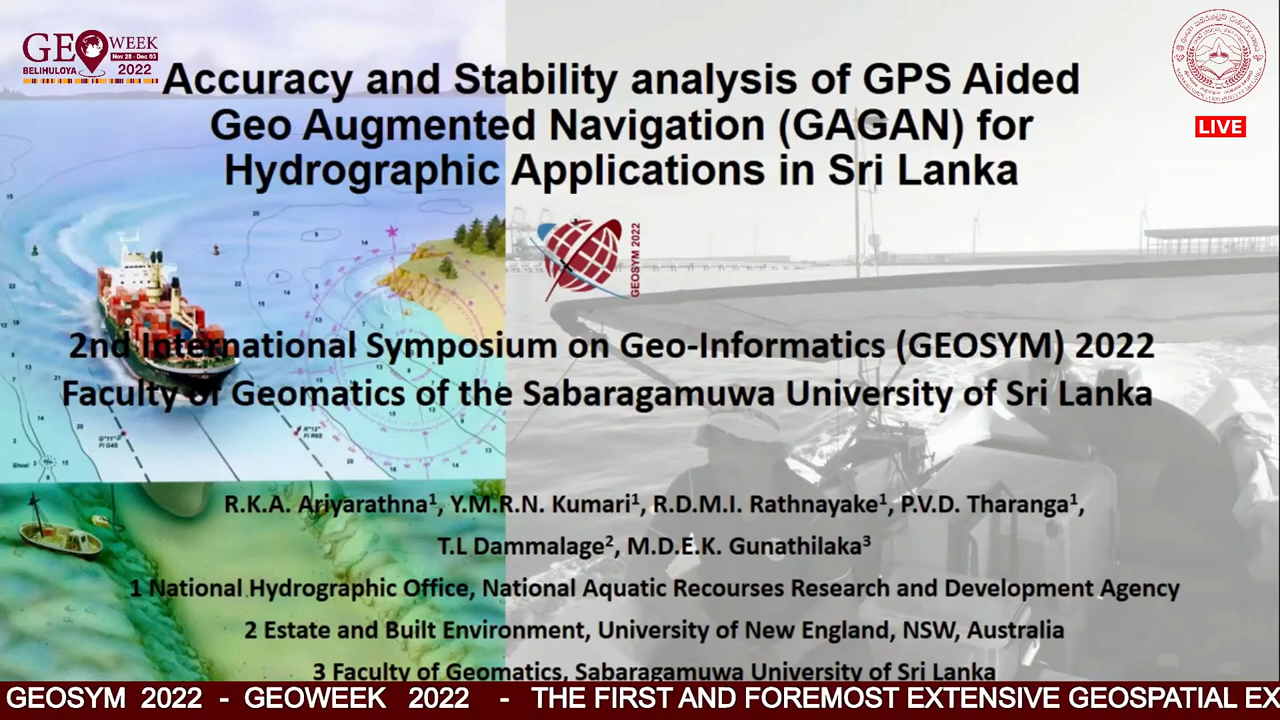 GEO WEEK
Nov 28 - Dec 03
BELIHULOYA 2022
LIVE
Accuracy and Stability analysis of GPS Aided
Geo Augmented Navigation (GAGAN) for
Hydrographic Applications in Sri Lanka
GEOSYM 2022
2nd International Symposium on Geo-Informatics (GEOSYM) 2022
Faculty of Geomatics of the Sabaragamuwa University of Sri Lanka
R.K.A. Ariyarathna¹, Y.M.R.N. Kumari¹, R.D.M.I. Rathnayake¹, P.V.D. Tharanga¹,
T.L Dammalage², M.D.E.K. Gunathilaka³
1 National Hydrographic Office, National Aquatic Recourses Research and Development Agency
2 Estate and Built Environment, University of New England, NSW, Australia
3 Faculty of Geomatics, Sabaragamuwa University of Sri Lanka
GEOSYM 2022 - GEOWEEK 2022 - THE FIRST AND FOREMOST EXTENSIVE GEOSPATIAL EX